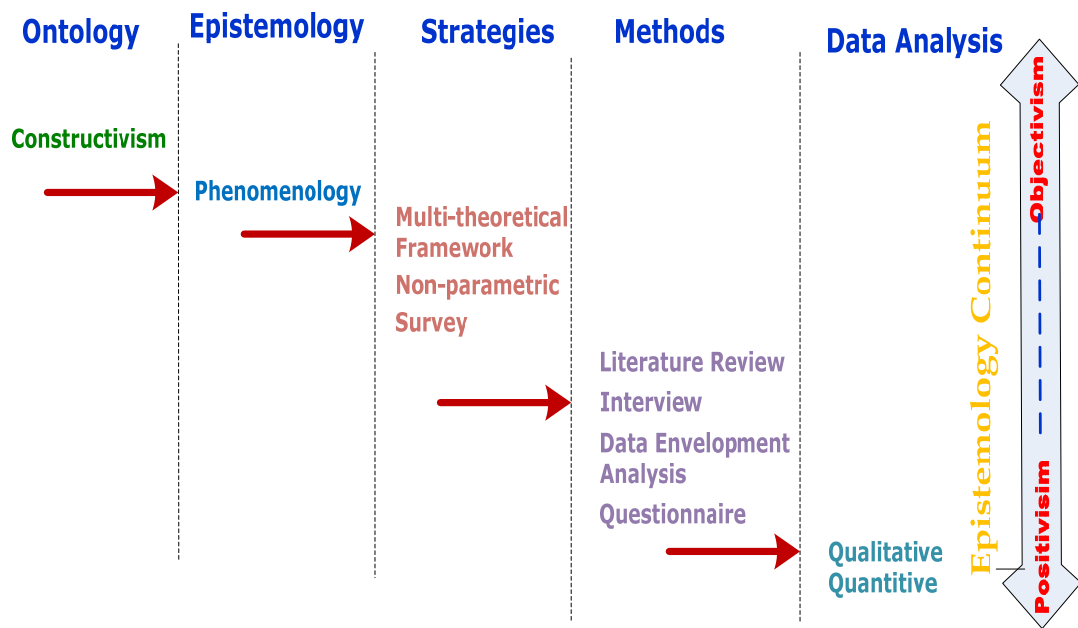 Ontology
Epistemology
Strategies
Methods
Data Analysis
Constructivism
Phenomenology
Multi-theoretical
Framework
Non-parametric
Survey
Literature Review
Interview
Data Envelopment
Analysis
Questionnaire
Qualitative
Quantitive
Epistemology Continuum
Objectivism
Positivisim